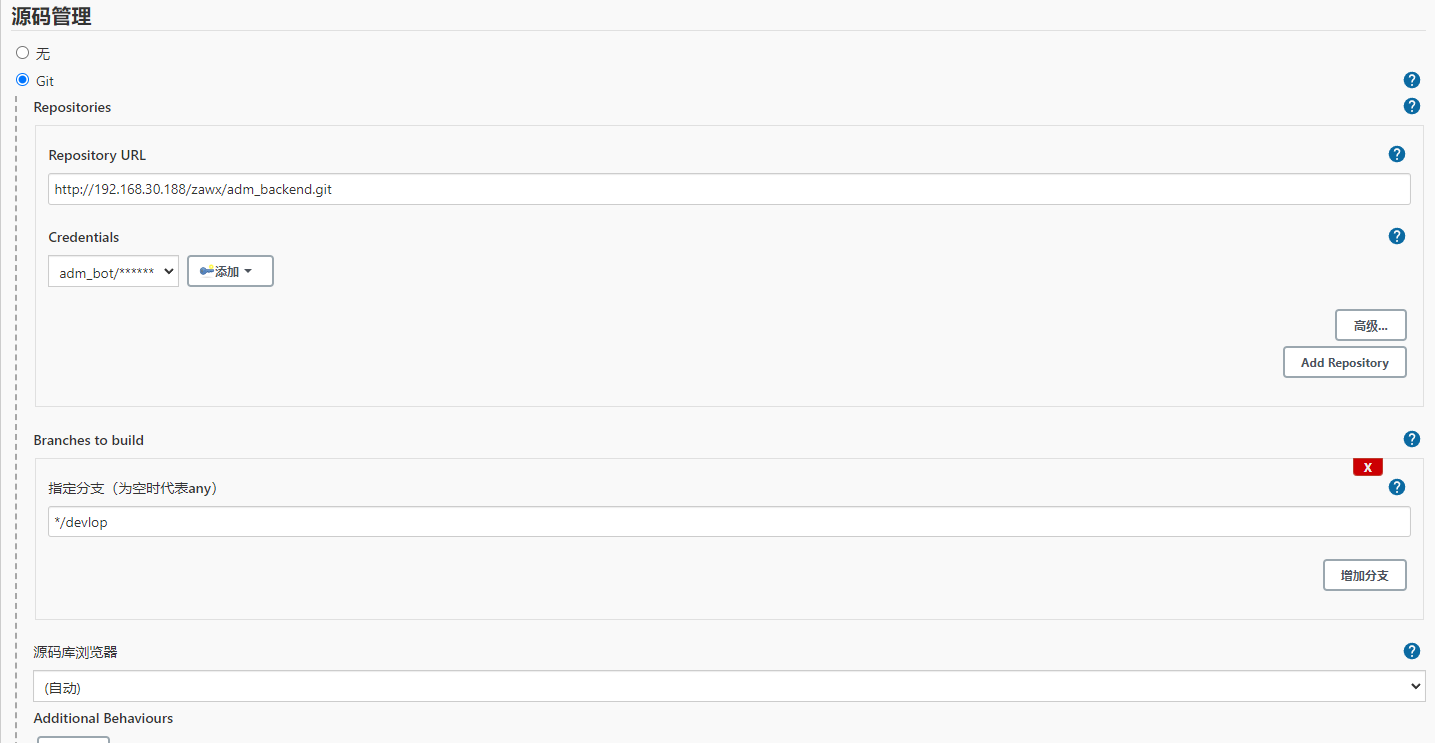 源码管理
无
Git
Repositories
Repository URL
http://192.168.30.188/zawx/adm_backend.git
Credentials
adm_bot/******
添加
高级...
Add Repository
Branches to build
X
指定分支（为空时代表any）
*/devlop
增加分支
源码库浏览器
(自动)
Additional Behaviours